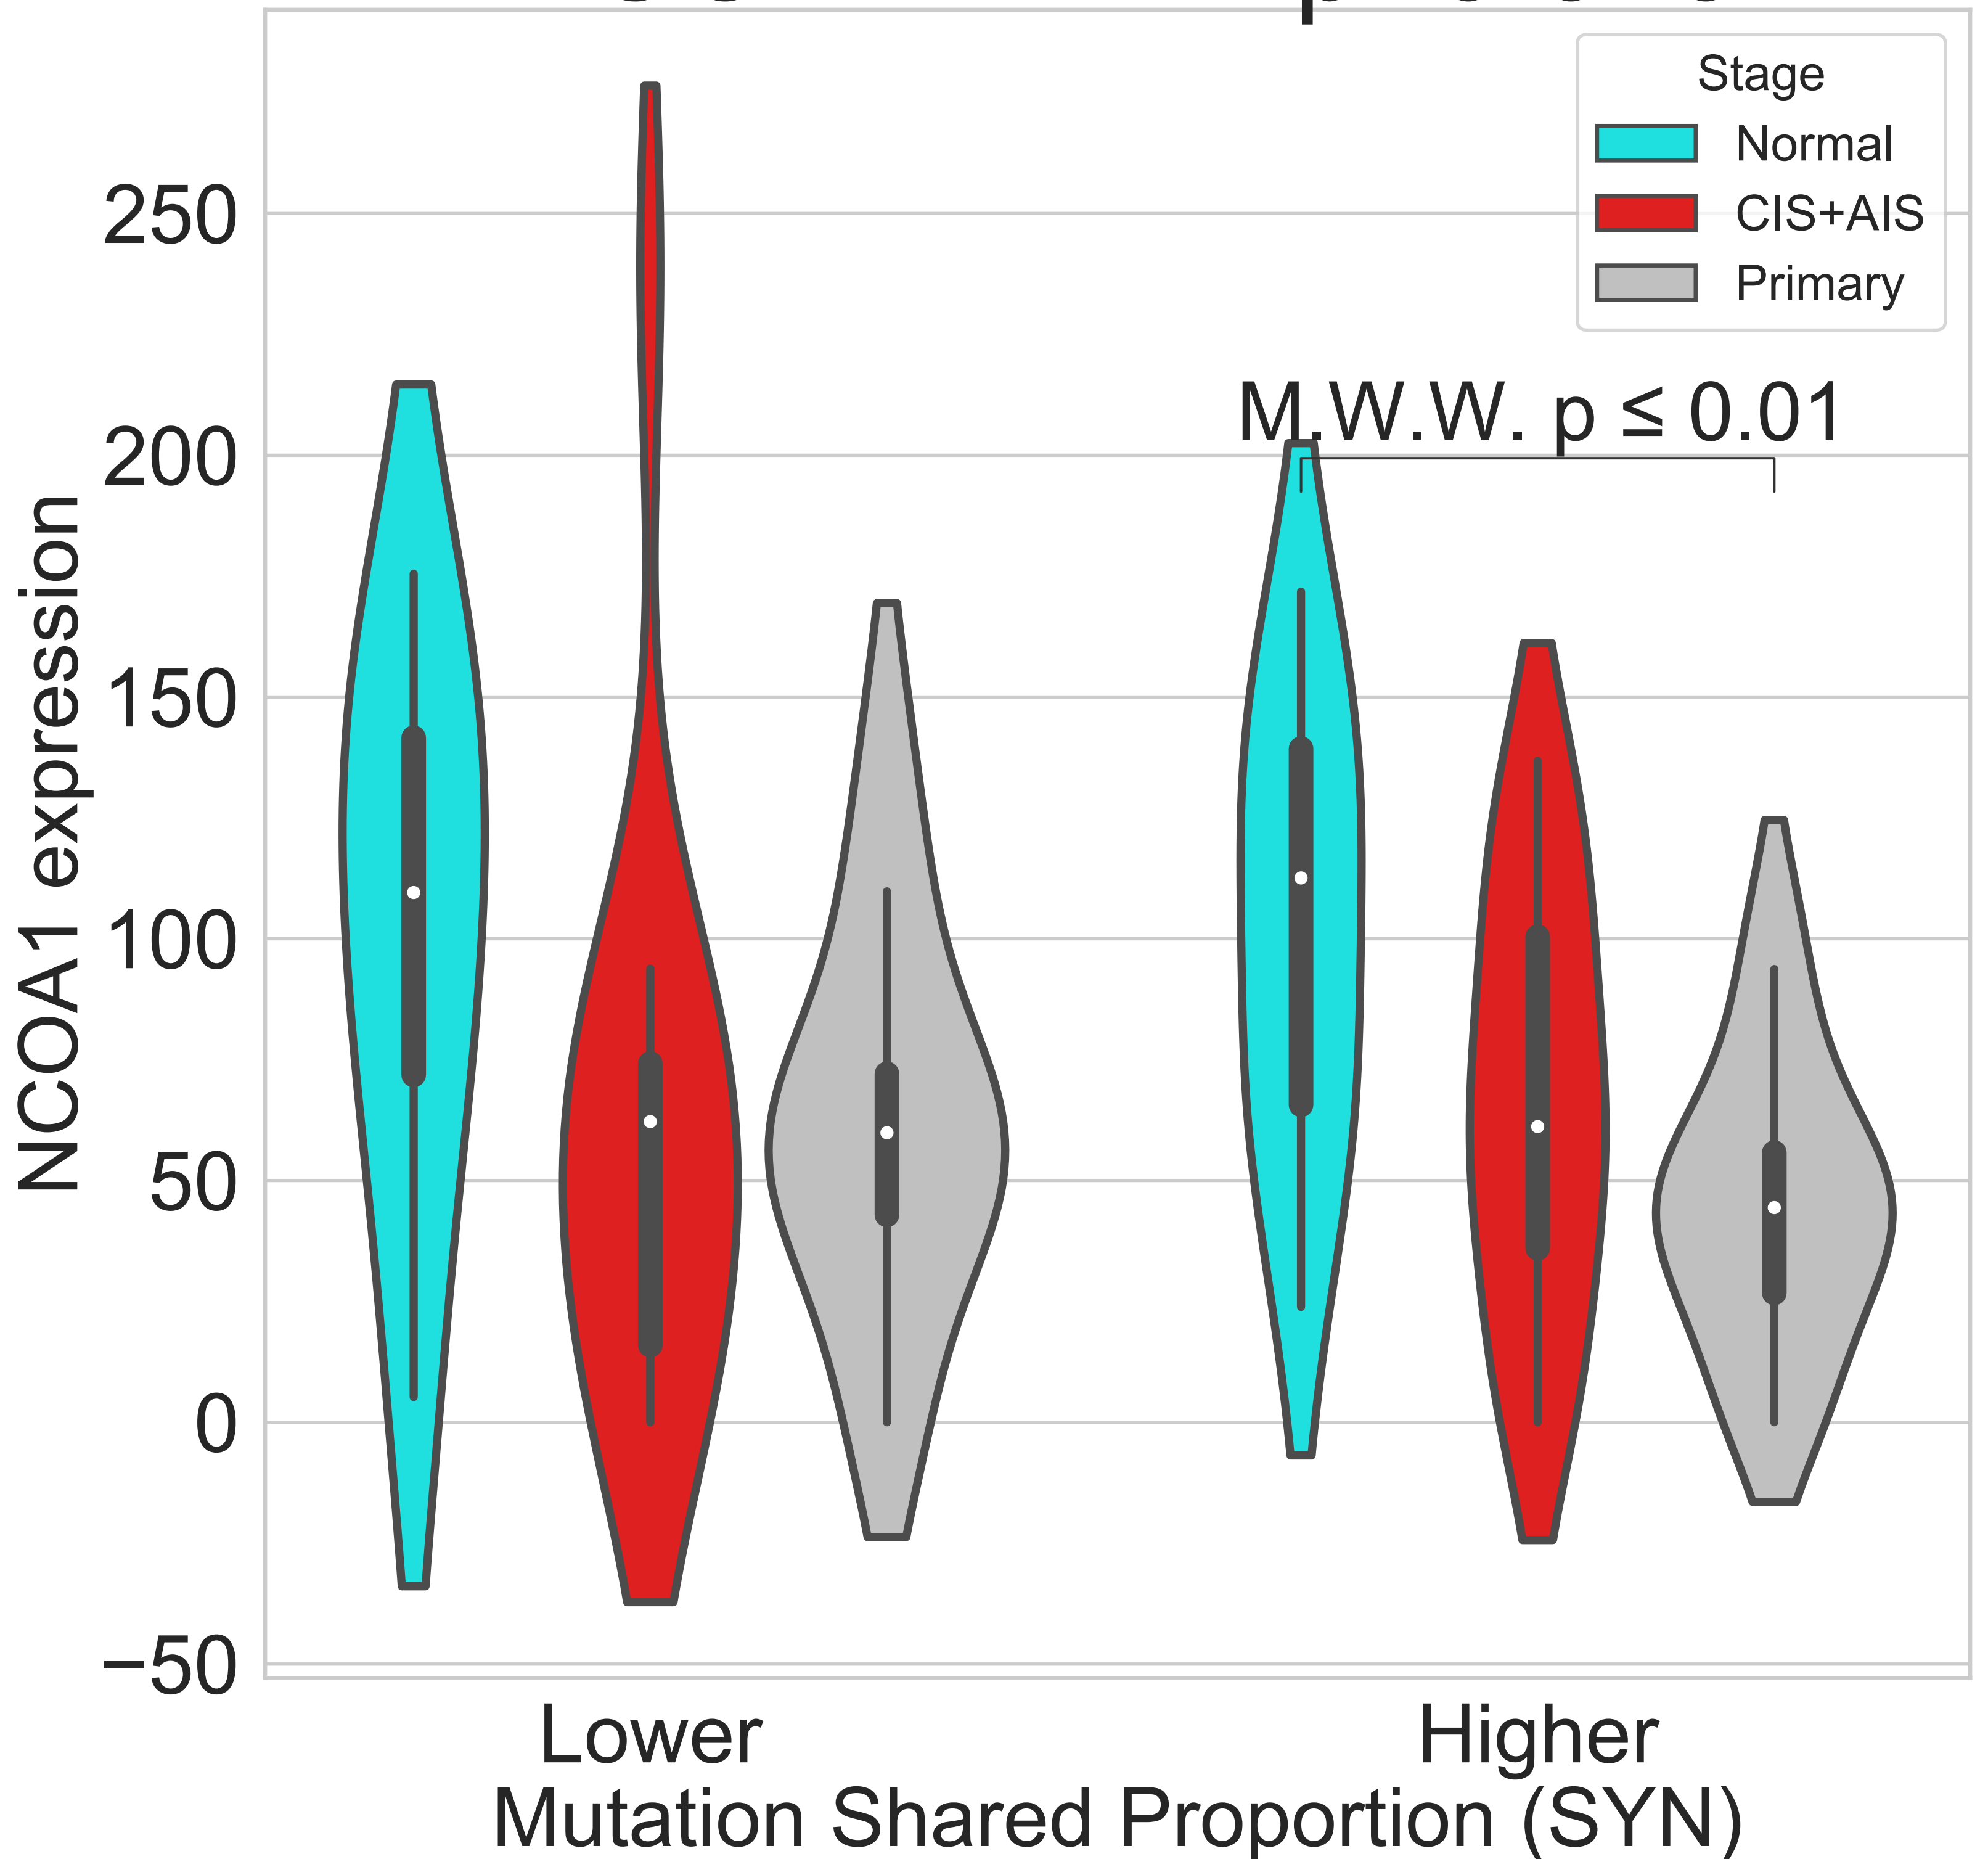 Stage
Normal
CIS+AIS
Primary
M.W.W. p ≤ 0.01
250
200
150
100
50
0
−50
NCOA1 expression
Lower
Higher
Mutation Shared Proportion (SYN)